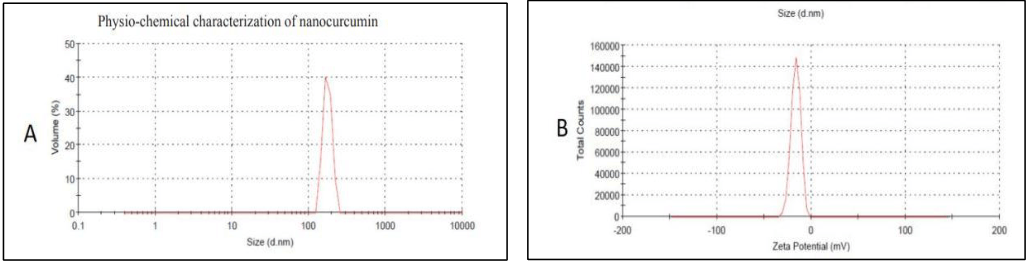 Physio-chemical characterization of nanocurcumin
50
40
30
20
10
0
Volume (%)
A
0.1 1 10 100 1000 10000
Size (d.nm)
Size (d.nm)
160000
140000
120000
100000
80000
60000
40000
20000
0
Total Counts
B
-200 -100 0 100 200
Zeta Potential (mV)